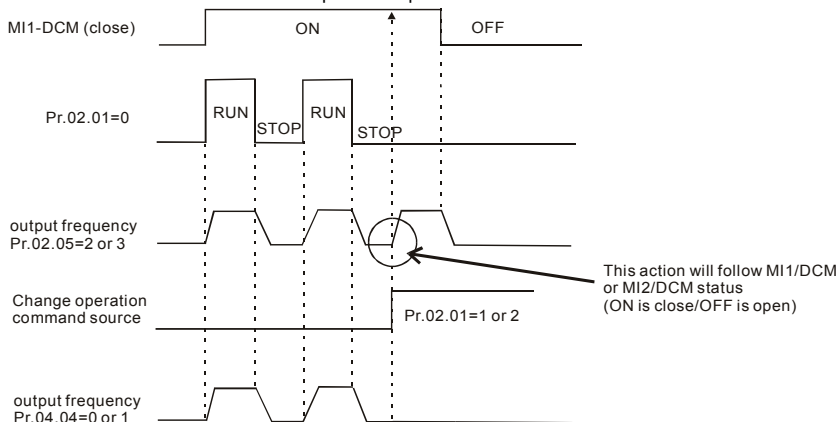 MI1-DCM (close)
ON
OFF
Pr.02.01=0
RUN
STOP
RUN
STOP
output frequency
Pr.02.05=2 or 3
This action will follow MI1/DCM
or MI2/DCM status
(ON is close/OFF is open)
Change operation
command source
Pr.02.01=1 or 2
output frequency
Pr.04.04=0 or 1